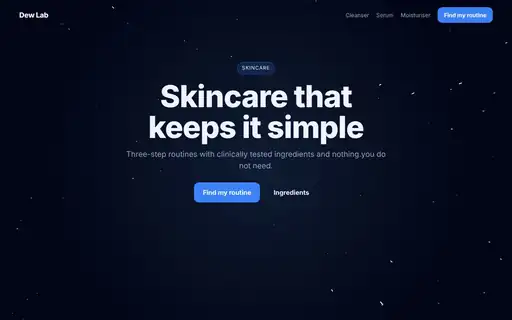 Dew Lab
Cleanser Serum Moisturiser Find my routine
SKINCARE
Skincare that
keeps it simple
Three-step routines with clinically tested ingredients and nothing you do
not need.
Find my routine Ingredients